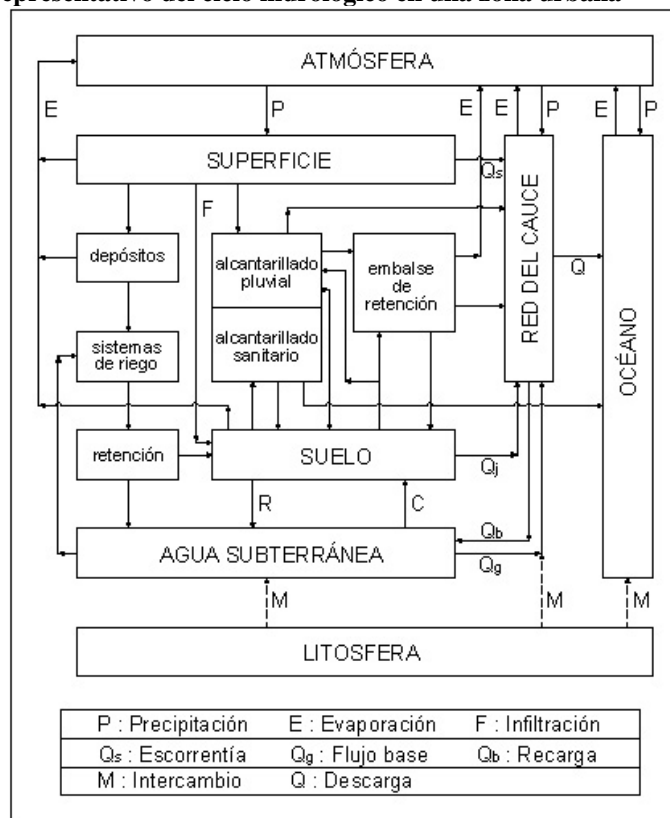 epresentativo del ciclo hidrológico en una zona urbana
ATMÓSFERA
E
P
E
E
P
E
P
SUPERFICIE
Qs
F
depósitos
alcantarillado
pluvial
embalse
de
retención
RED DEL CAUCE
Q
OCÉANO
sistemas
de riego
alcantarillado
sanitario
retención
SUELO
Qj
R
C
Qb
AGUA SUBTERRÁNEA
Qg
M
M
M
LITOSFERA
P : Precipitación E : Evaporación F : Infiltración
Qs : Escorrentía Qg : Flujo base Qb : Recarga
M : Intercambio Q : Descarga